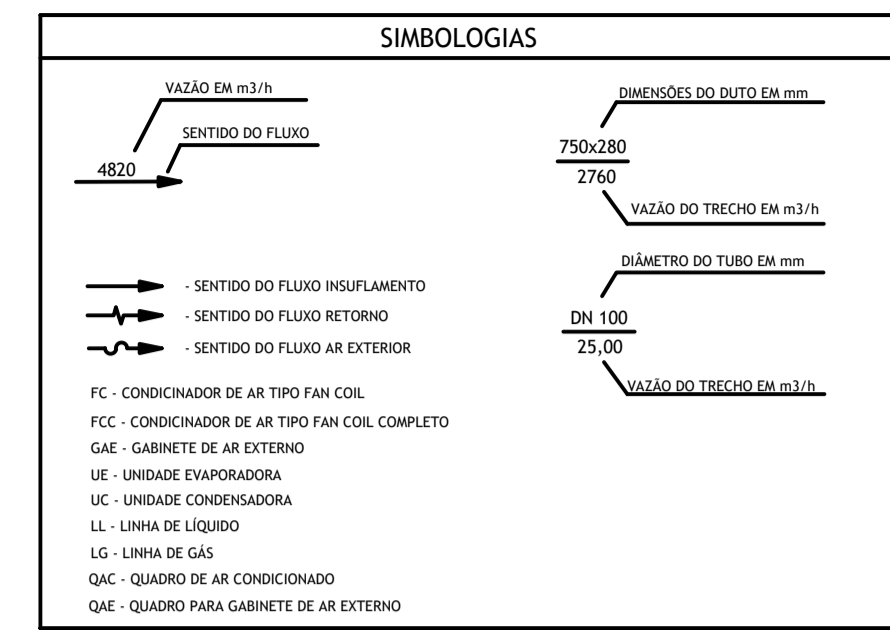 SIMBOLOGIAS
VAZÃO EM m3/h
SENTIDO DO FLUXO
4820
- SENTIDO DO FLUXO INSUFLAMENTO
- SENTIDO DO FLUXO RETORNO
- SENTIDO DO FLUXO AR EXTERIOR
FC - CONDICINADOR DE AR TIPO FAN COIL
FCC - CONDICINADOR DE AR TIPO FAN COIL COMPLETO
GAE - GABINETE DE AR EXTERNO
UE - UNIDADE EVAPORADORA
UC - UNIDADE CONDENSADORA
LL - LINHA DE LÍQUIDO
LG - LINHA DE GÁS
QAC - QUADRO DE AR CONDICIONADO
QAE - QUADRO PARA GABINETE DE AR EXTERNO
DIMENSÕES DO DUTO EM mm
750x280
2760
VAZÃO DO TRECHO EM m3/h
DIÂMETRO DO TUBO EM mm
DN 100
25,00
VAZÃO DO TRECHO EM m3/h